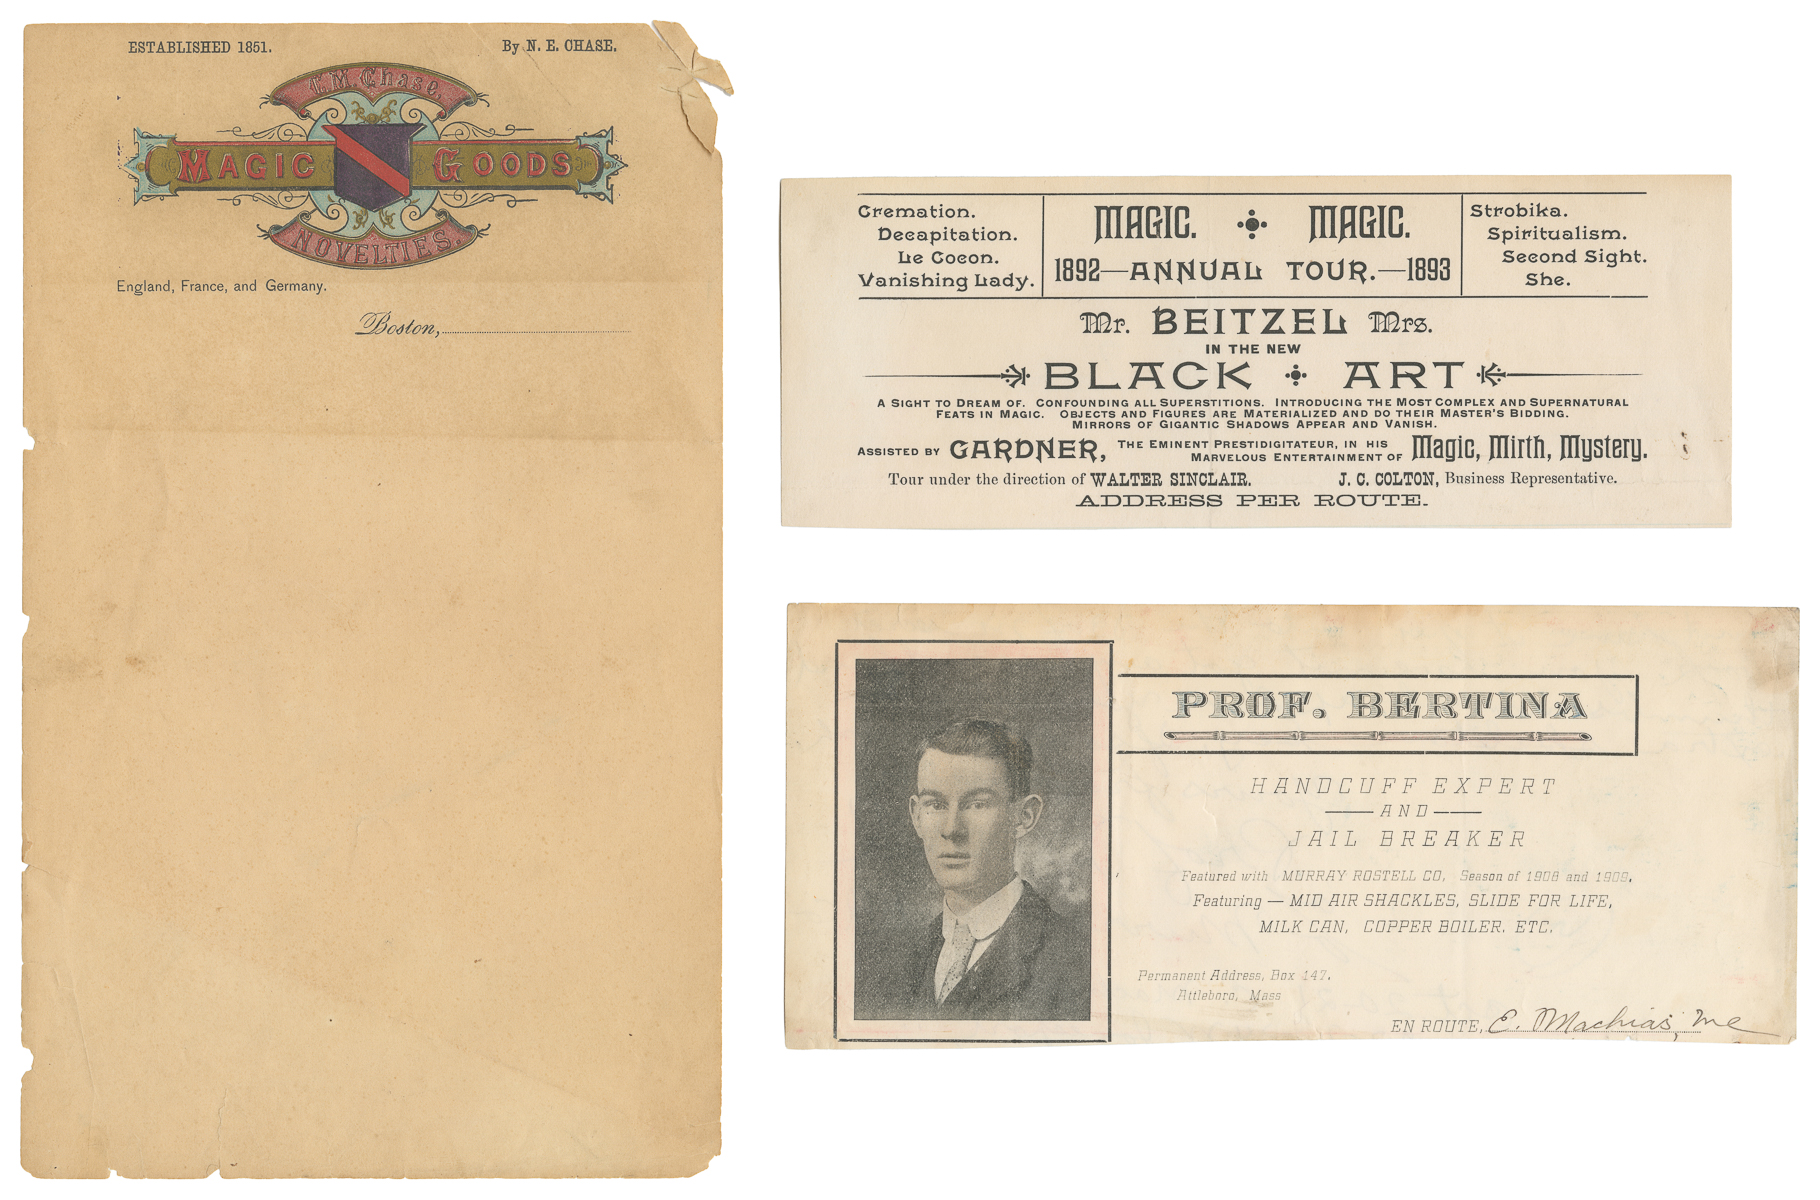 ESTABLISHED 1851. By N. E. CHASE.
C. M. Chase.
MAGIC GOODS
NOVELTIES.
England, France, and Germany.
Boston,
Cremation.
Decapitation.
Le Cocon.
Vanishing Lady.
MAGIC. MAGIC.
1892—ANNUAL TOUR.—1893
Strobika.
Spiritualism.
Second Sight.
She.
Mr. BEITZEL Mrs.
IN THE NEW
BLACK ART
A SIGHT TO DREAM OF. CONFOUNDING ALL SUPERSTITIONS. INTRODUCING THE MOST COMPLEX AND SUPERNATURAL
FEATS IN MAGIC. OBJECTS AND FIGURES ARE MATERIALIZED AND DO THEIR MASTER'S BIDDING.
MIRRORS OF GIGANTIC SHADOWS APPEAR AND VANISH.
ASSISTED BY GARDNER, THE EMINENT PRESTIDIGITATEUR, IN HIS MARVELOUS ENTERTAINMENT OF Magic, Mirth, Mystery.
Tour under the direction of WALTER SINCLAIR. J. C. COLTON, Business Representative.
ADDRESS PER ROUTE.
PROF. BERTINA
HANDCUFF EXPERT
AND
JAIL BREAKER
Featured with MURRAY ROSTELL CO, Season of 1908 and 1909.
Featuring — MID AIR SHACKLES, SLIDE FOR LIFE,
MILK CAN, COPPER BOILER. ETC.
Permanent Address, Box 147.
Attleboro, Mass
EN ROUTE, E. Machias, Me